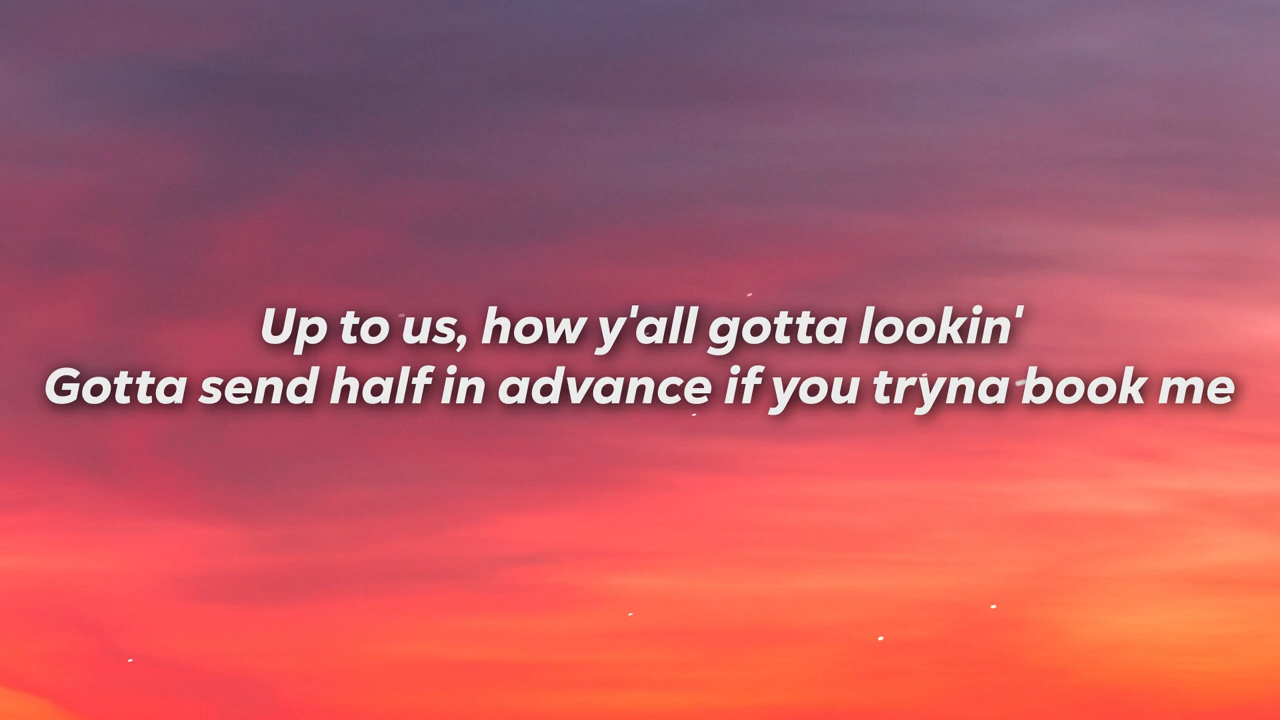 Up to us, how y'all gotta lookin'
Gotta send half in advance if you tryna book me